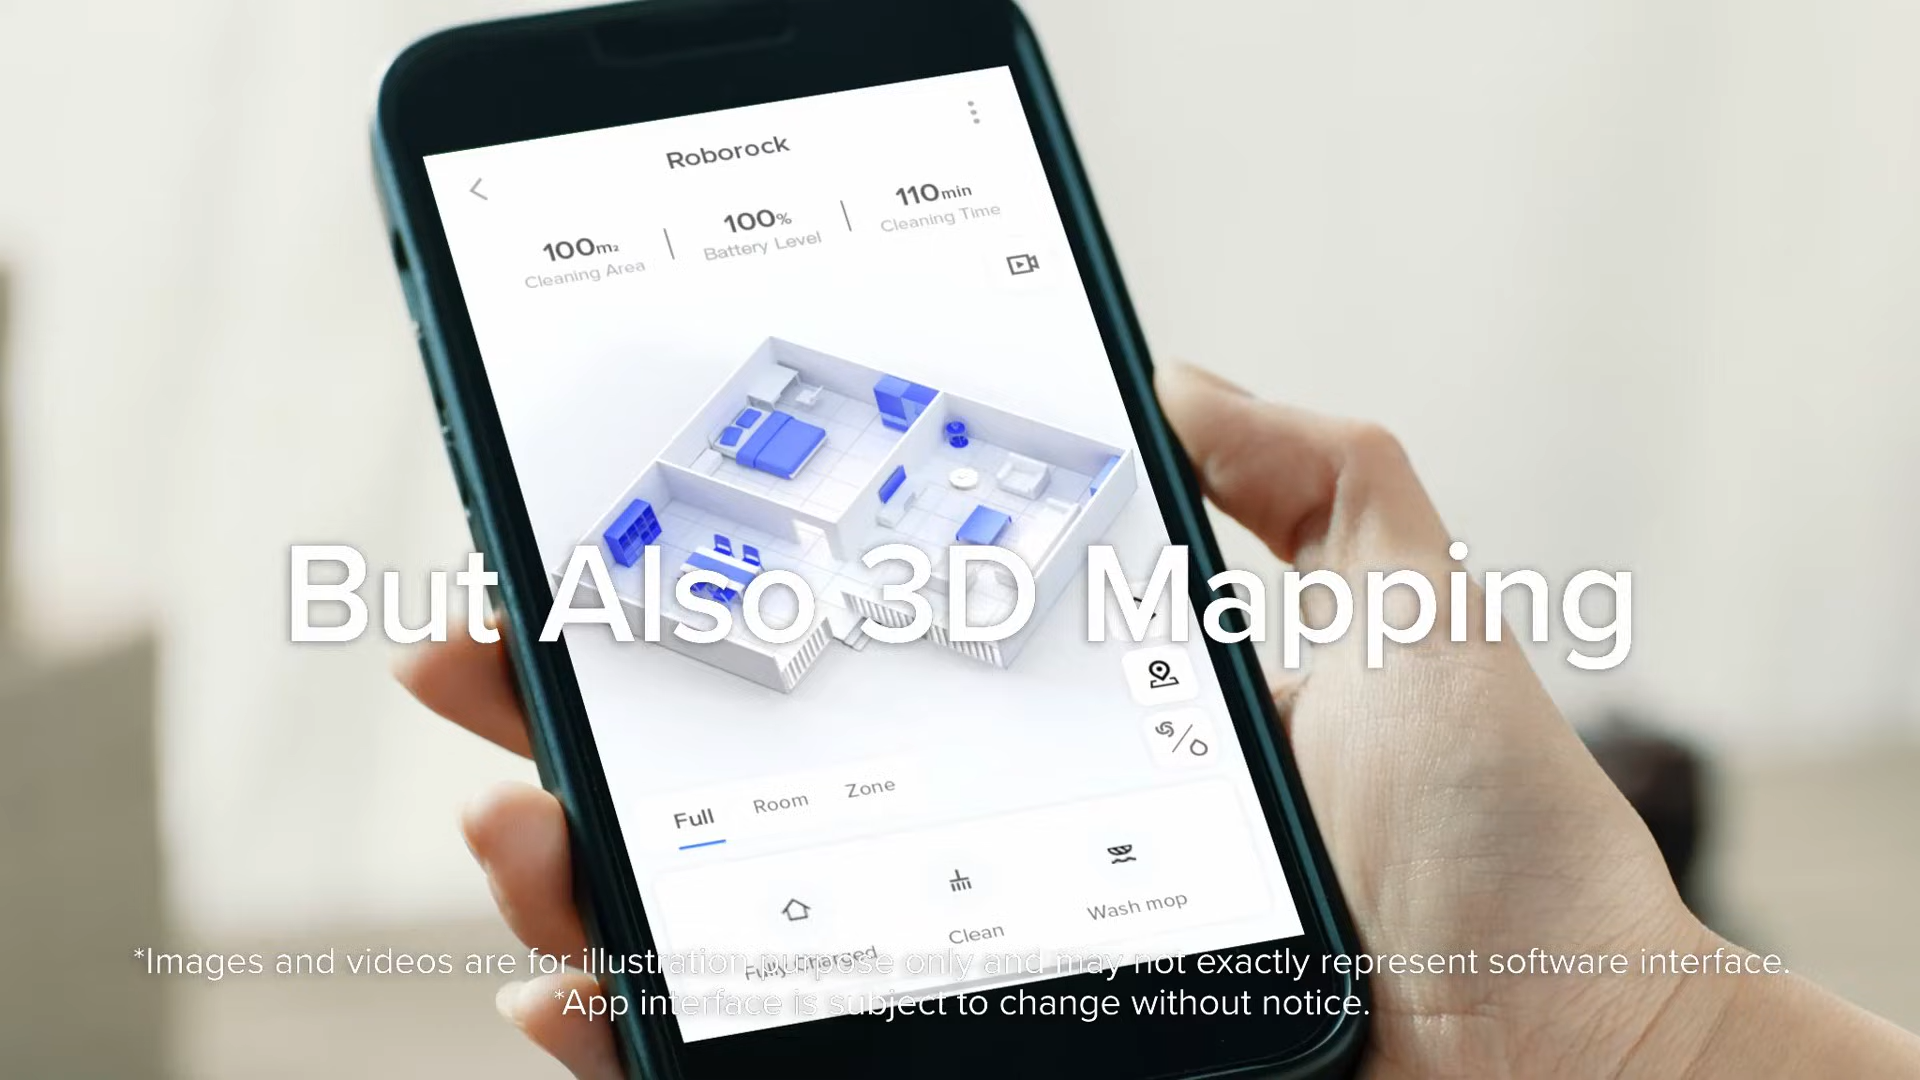 Roborock
100m²
Cleaning Area
100%
Battery Level
110min
Cleaning Time
But Also 3D Mapping
Full
Room
Zone
Fully Charged
Clean
Wash mop
*Images and videos are for illustration purpose only and may not exactly represent software interface.
*App interface is subject to change without notice.